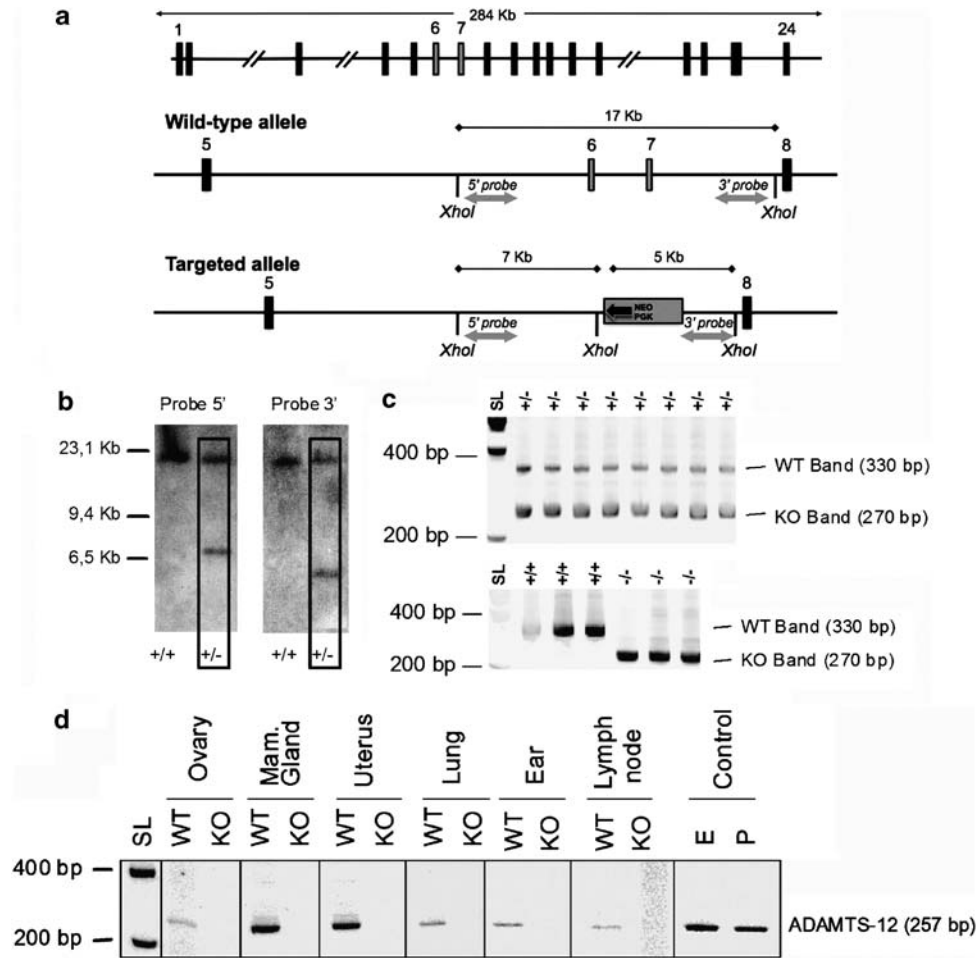 a
284 Kb
1 6 7 24
Wild-type allele
17 Kb
5 6 7 8
5' probe 3' probe
XhoI XhoI
Targeted allele
7 Kb 5 Kb
5 8
NEO
PGK
5' probe 3' probe
XhoI XhoI XhoI
b
Probe 5' Probe 3'
23,1 Kb
9,4 Kb
6,5 Kb
+/+ +/- +/+ +/-
c
SL +/- +/- +/- +/- +/- +/- +/- +/-
400 bp
WT Band (330 bp)
KO Band (270 bp)
200 bp
SL +/+ +/+ +/+ -/- -/- -/-
400 bp
WT Band (330 bp)
KO Band (270 bp)
200 bp
d
Ovary Mam. Gland Uterus Lung Ear Lymph node Control
SL WT KO WT KO WT KO WT KO WT KO WT KO E P
400 bp
ADAMTS-12 (257 bp)
200 bp